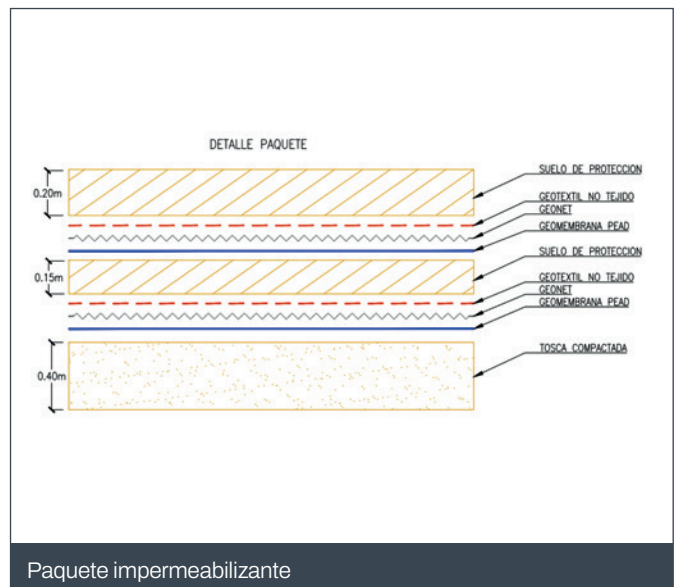 DETALLE PAQUETE
0.20m
SUELO DE PROTECCION
GEOTEXTIL NO TEJIDO
GEONET
GEOMEMBRANA PEAD
0.15m
SUELO DE PROTECCION
GEOTEXTIL NO TEJIDO
GEONET
GEOMEMBRANA PEAD
0.40m
TOSCA COMPACTADA
Paquete impermeabilizante